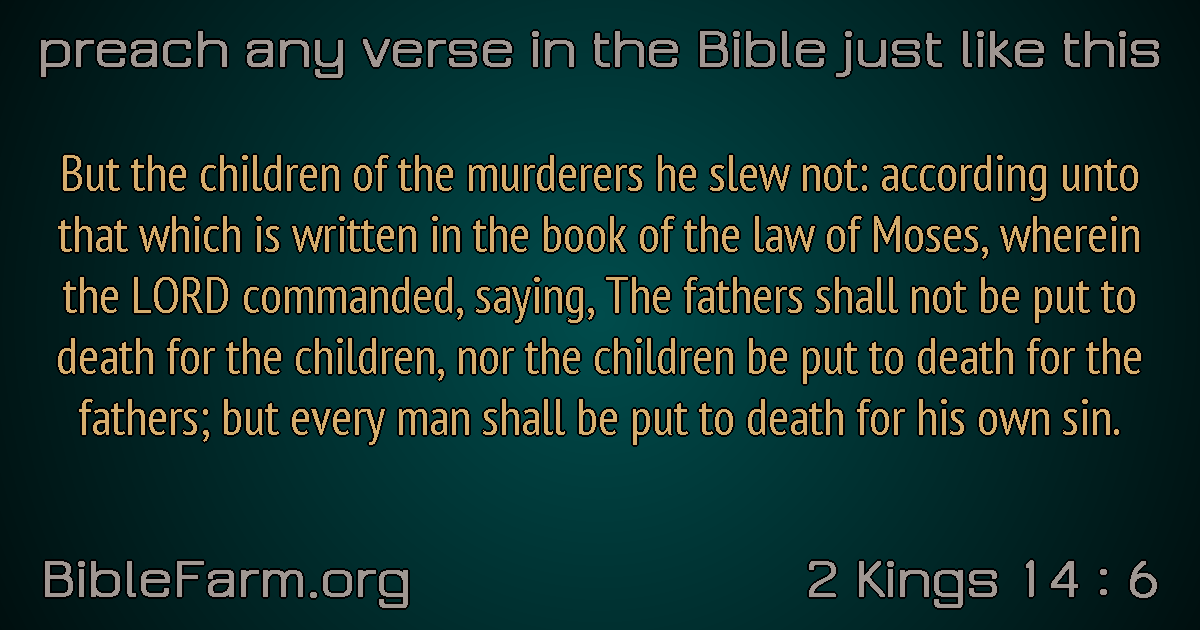 preach any verse in the Bible just like this
But the children of the murderers he slew not: according unto
that which is written in the book of the law of Moses, wherein
the LORD commanded, saying, The fathers shall not be put to
death for the children, nor the children be put to death for the
fathers; but every man shall be put to death for his own sin.
BibleFarm.org
2 Kings 14 : 6